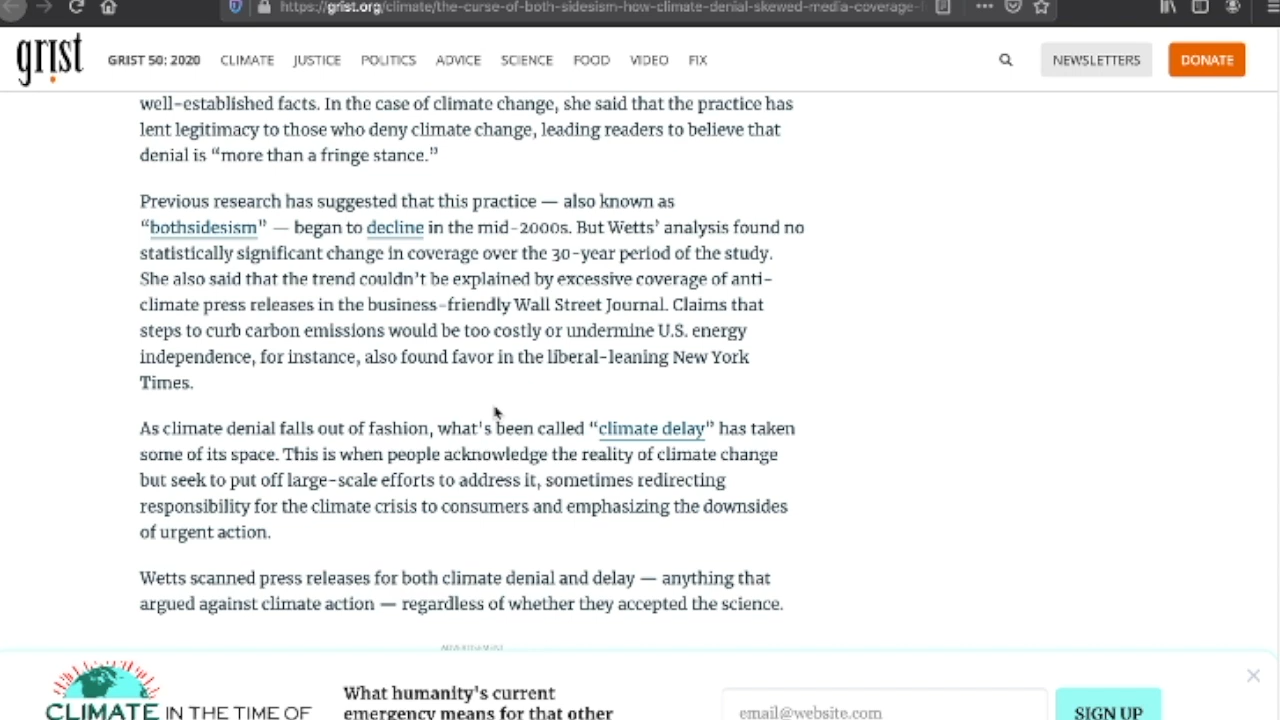 https://grist.org/climate/the-curse-of-both-sidesism-how-climate-denial-skewed-media-coverage-
grist
GRIST 50: 2020 CLIMATE JUSTICE POLITICS ADVICE SCIENCE FOOD VIDEO FIX NEWSLETTERS DONATE
well-established facts. In the case of climate change, she said that the practice has
lent legitimacy to those who deny climate change, leading readers to believe that
denial is “more than a fringe stance.”
Previous research has suggested that this practice — also known as
“bothsidesism” — began to decline in the mid-2000s. But Wetts’ analysis found no
statistically significant change in coverage over the 30-year period of the study.
She also said that the trend couldn’t be explained by excessive coverage of anti-
climate press releases in the business-friendly Wall Street Journal. Claims that
steps to curb carbon emissions would be too costly or undermine U.S. energy
independence, for instance, also found favor in the liberal-leaning New York
Times.
As climate denial falls out of fashion, what’s been called “climate delay” has taken
some of its space. This is when people acknowledge the reality of climate change
but seek to put off large-scale efforts to address it, sometimes redirecting
responsibility for the climate crisis to consumers and emphasizing the downsides
of urgent action.
Wetts scanned press releases for both climate denial and delay — anything that
argued against climate action — regardless of whether they accepted the science.
CLIMATE IN THE TIME OF
What humanity’s current
emergency means for that other
email@website.com
SIGN UP